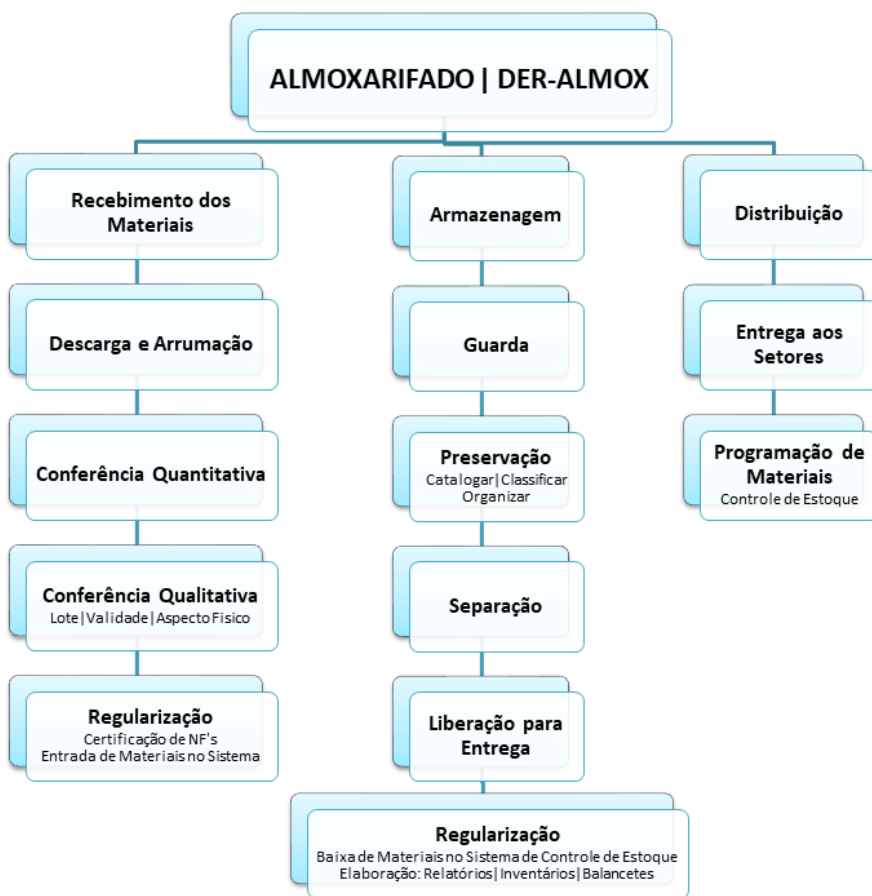 ALMOXARIFADO | DER-ALMOX
Recebimento dos
Materiais
Descarga e Arrumação
Conferência Quantitativa
Conferência Qualitativa
Lote|Validade|Aspecto Fisico
Regularização
Certificação de NF's
Entrada de Materiais no Sistema
Armazenagem
Guarda
Preservação
Catalogar|Classificar
Organizar
Separação
Liberação para
Entrega
Regularização
Baixa de Materiais no Sistema de Controle de Estoque
Elaboração: Relatórios|Inventários|Balancetes
Distribuição
Entrega aos
Setores
Programação de
Materiais
Controle de Estoque